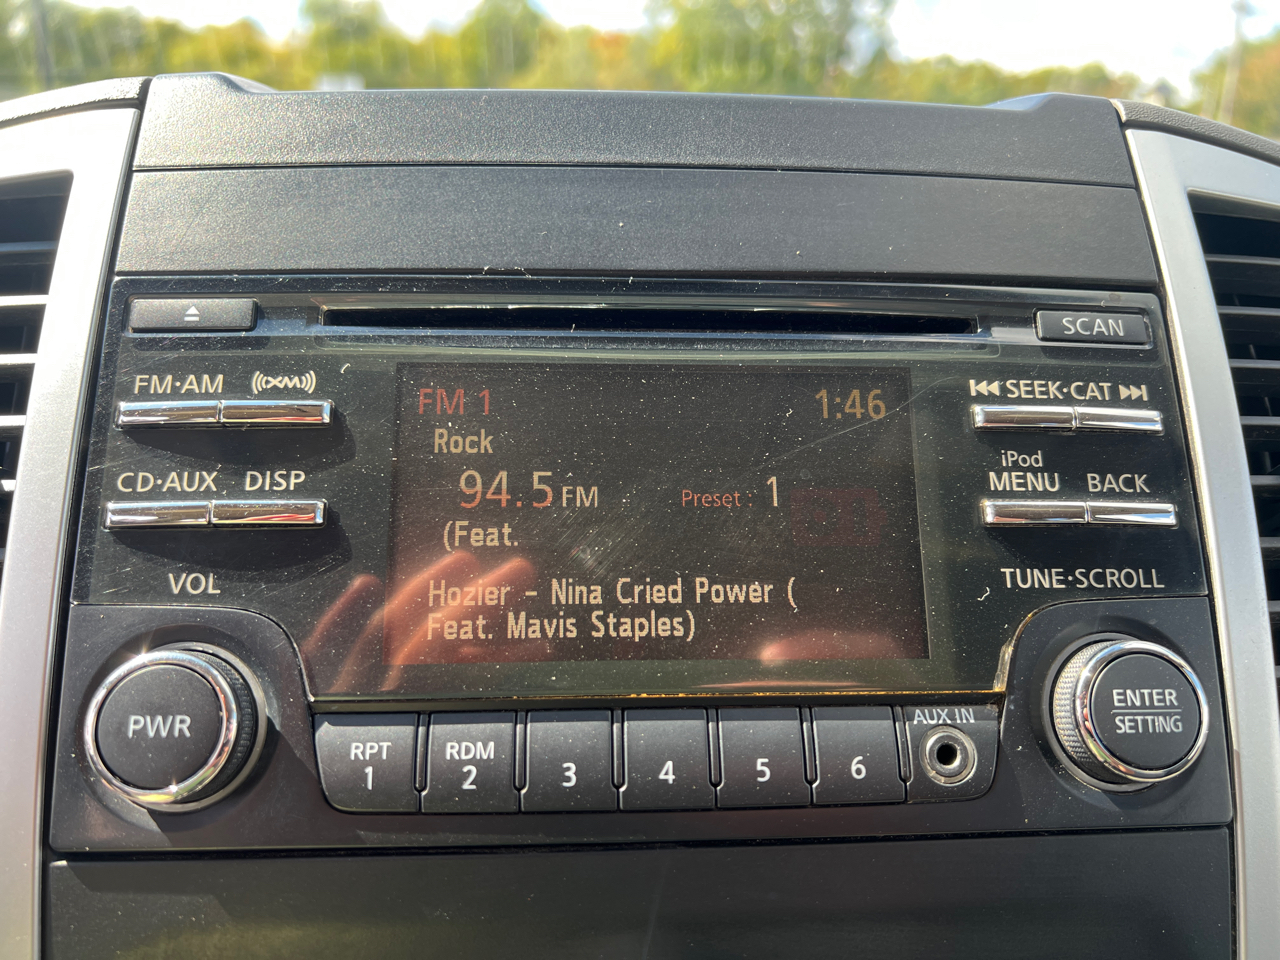 SCAN
FM·AM XM
SEEK·CAT
FM 1 1:46
Rock
CD·AUX DISP
94.5 FM Preset: 1
iPod
MENU BACK
(Feat.
VOL
TUNE·SCROLL
Hozier - Nina Cried Power (
Feat. Mavis Staples)
PWR
ENTER
SETTING
RPT
1
RDM
2
3
4
5
6
AUX IN